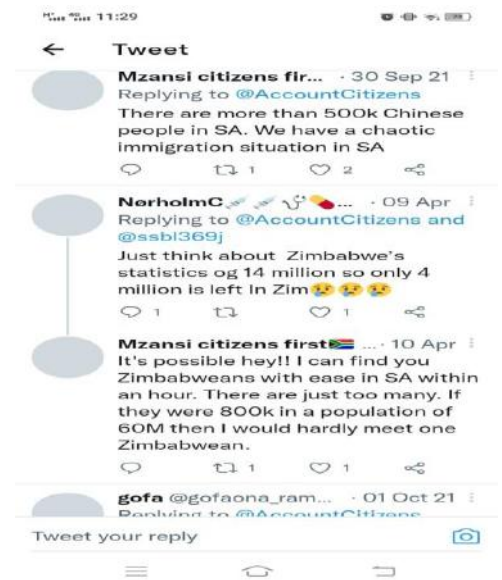 11:29
Tweet
Mzansi citizens fir... · 30 Sep 21
Replying to @AccountCitizens
There are more than 500k Chinese
people in SA. We have a chaotic
immigration situation in SA
1 2
NørholmC... · 09 Apr
Replying to @AccountCitizens and
@ssbl369j
Just think about Zimbabwe's
statistics og 14 million so only 4
million is left In Zim😢😢😢
1 1
Mzansi citizens first🇿🇦 ... · 10 Apr
It's possible hey!! I can find you
Zimbabweans with ease in SA within
an hour. There are just too many. If
they were 800k in a population of
60M then I would hardly meet one
Zimbabwean.
1 1
gofa @gofaona_ram... · 01 Oct 21
Replying to @AccountCitizens
Tweet your reply